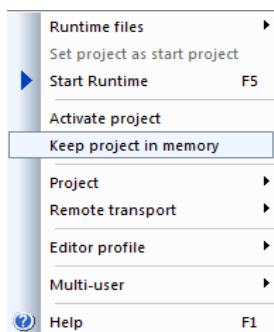 Runtime files
Set project as start project
Start Runtime F5
Activate project
Keep project in memory
Project
Remote transport
Editor profile
Multi-user
Help F1